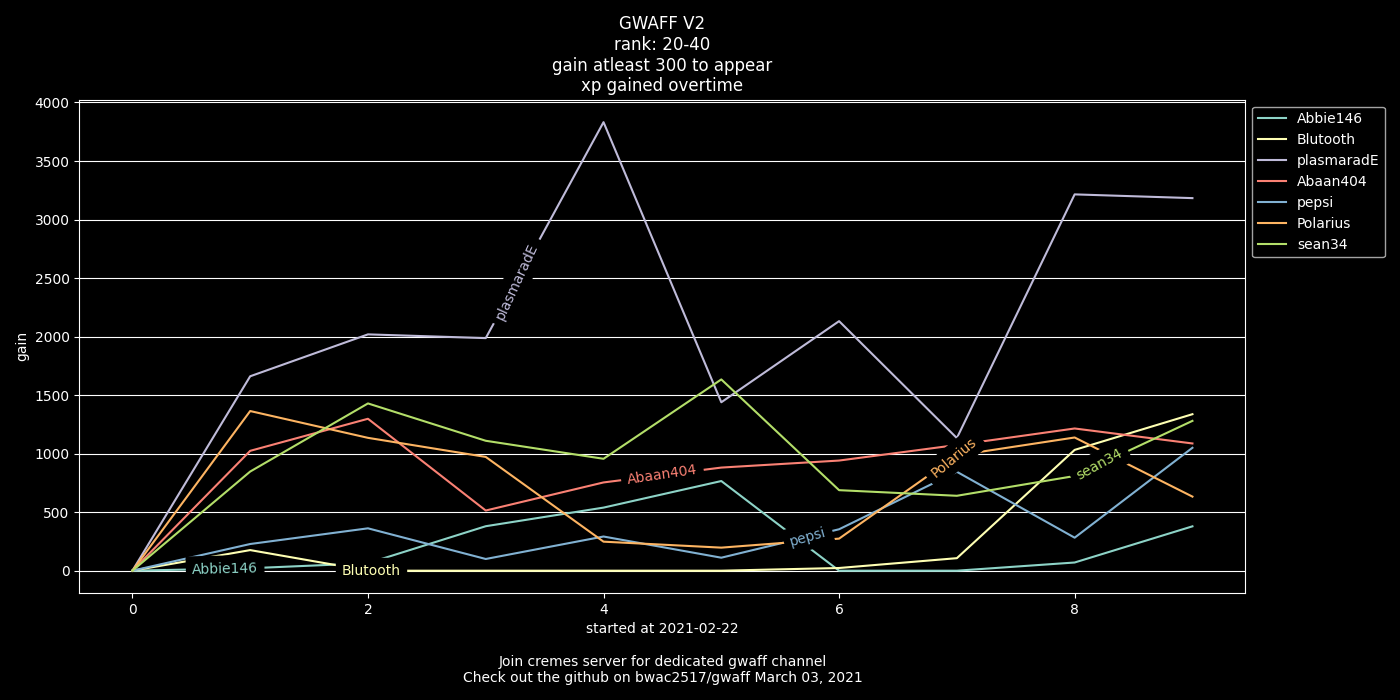 GWAFF V2
rank: 20-40
gain atleast 300 to appear
xp gained overtime
4000
3500
3000
2500
2000
1500
1000
500
0
gain
plasmaradE
Abaan404
Polarius
sean34
pepsi
Abbie146
Blutooth
0
2
4
6
8
started at 2021-02-22
Abbie146
Blutooth
plasmaradE
Abaan404
pepsi
Polarius
sean34
Join cremes server for dedicated gwaff channel
Check out the github on bwac2517/gwaff March 03, 2021